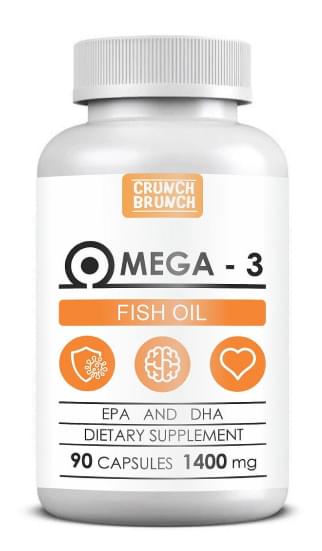 CRUNCH
BRUNCH
OMEGA - 3
FISH OIL
EPA AND DHA
DIETARY SUPPLEMENT
90 CAPSULES 1400 mg